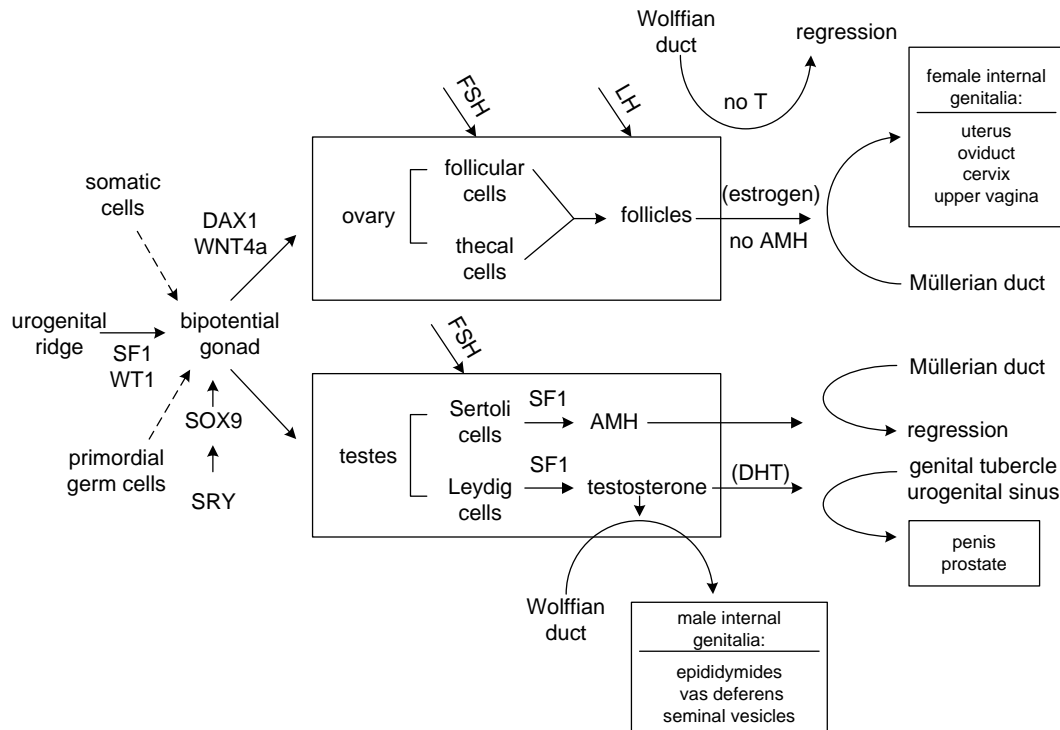 Wolffian
duct
regression
no T
female internal
genitalia:
uterus
oviduct
cervix
upper vagina
FSH
LH
somatic
cells
DAX1
WNT4a
ovary
follicular
cells
thecal
cells
follicles
(estrogen)
no AMH
Müllerian duct
urogenital
ridge
SF1
WT1
bipotential
gonad
FSH
SOX9
SRY
primordial
germ cells
testes
Sertoli
cells
SF1
AMH
Leydig
cells
SF1
testosterone
(DHT)
Müllerian duct
regression
genital tubercle
urogenital sinus
penis
prostate
Wolffian
duct
male internal
genitalia:
epididymides
vas deferens
seminal vesicles